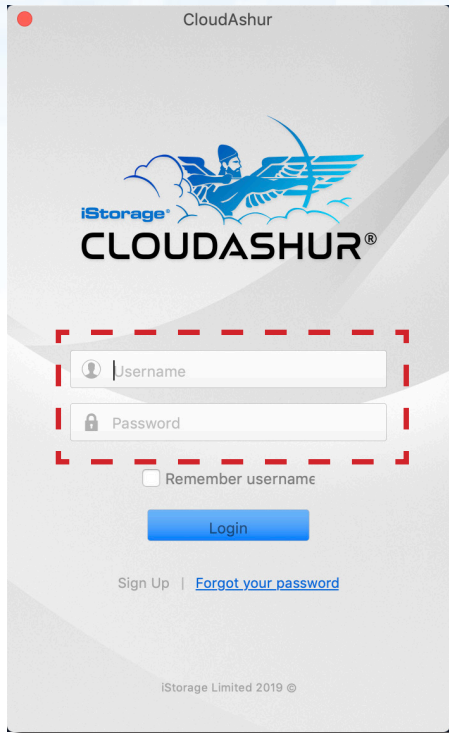 CloudAshur
iStorage®
CLOUDASHUR®
Username
Password
Remember username
Login
Sign Up | Forgot your password
iStorage Limited 2019 ©